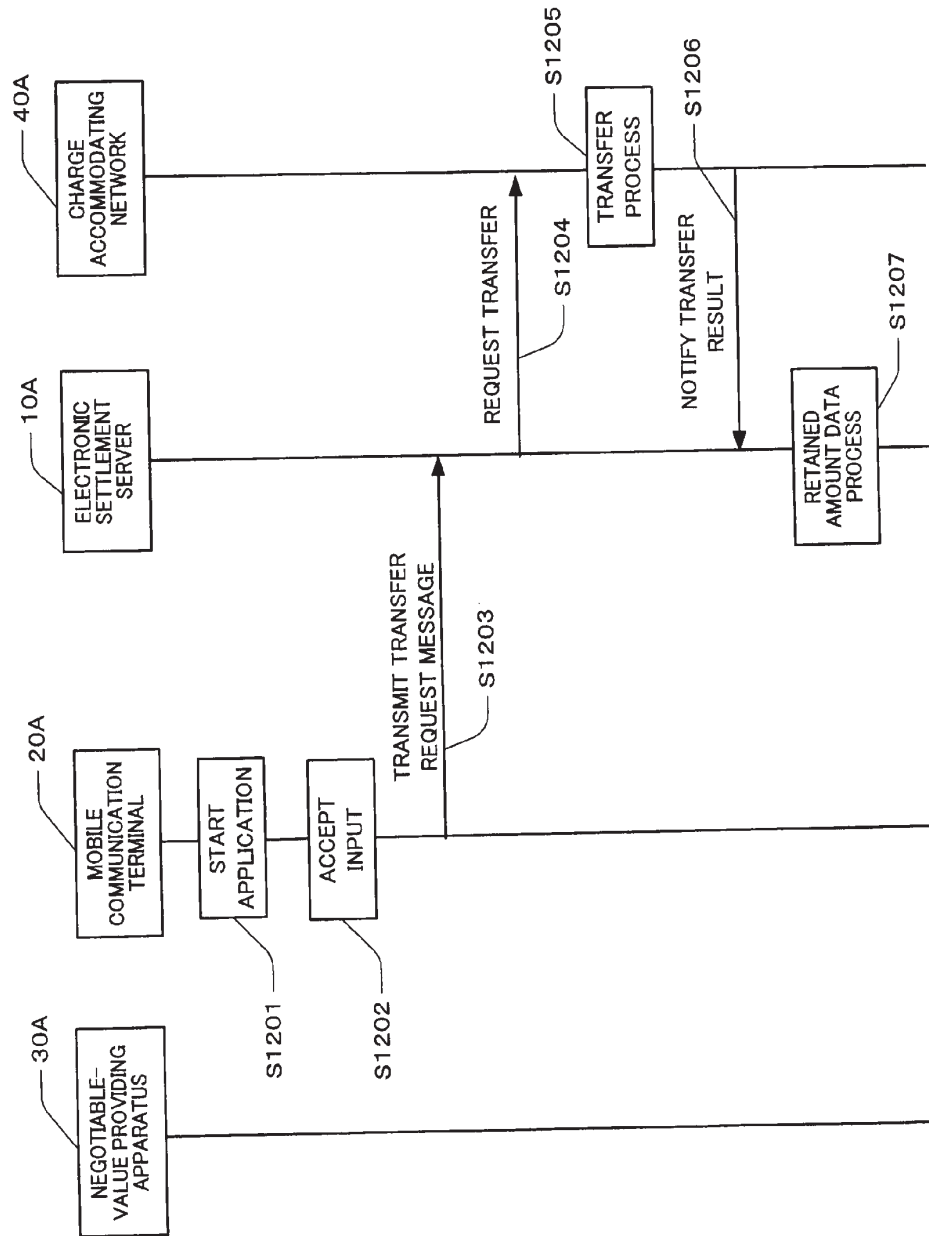 30A
NEGOTIABLE-
VALUE PROVIDING
APPARATUS
20A
MOBILE
COMMUNICATION
TERMINAL
10A
ELECTRONIC
SETTLEMENT
SERVER
40A
CHARGE
ACCOMMODATING
NETWORK
START
APPLICATION
S1201
ACCEPT
INPUT
S1202
TRANSMIT TRANSFER
REQUEST MESSAGE
S1203
REQUEST TRANSFER
S1204
TRANSFER
PROCESS
S1205
NOTIFY TRANSFER
RESULT
S1206
RETAINED
AMOUNT DATA
PROCESS
S1207